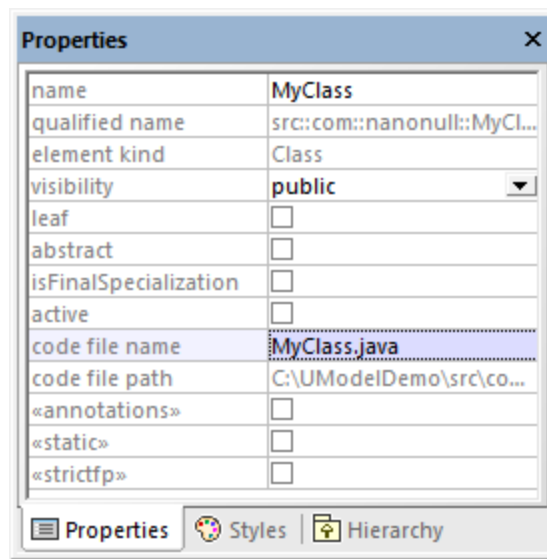 Properties
name MyClass
qualified name src::com::nanonull::MyCl...
element kind Class
visibility public
leaf
abstract
isFinalSpecialization
active
code file name MyClass.java
code file path C:\UModelDemo\src\co...
«annotations»
«static»
«strictfp»
Properties Styles Hierarchy